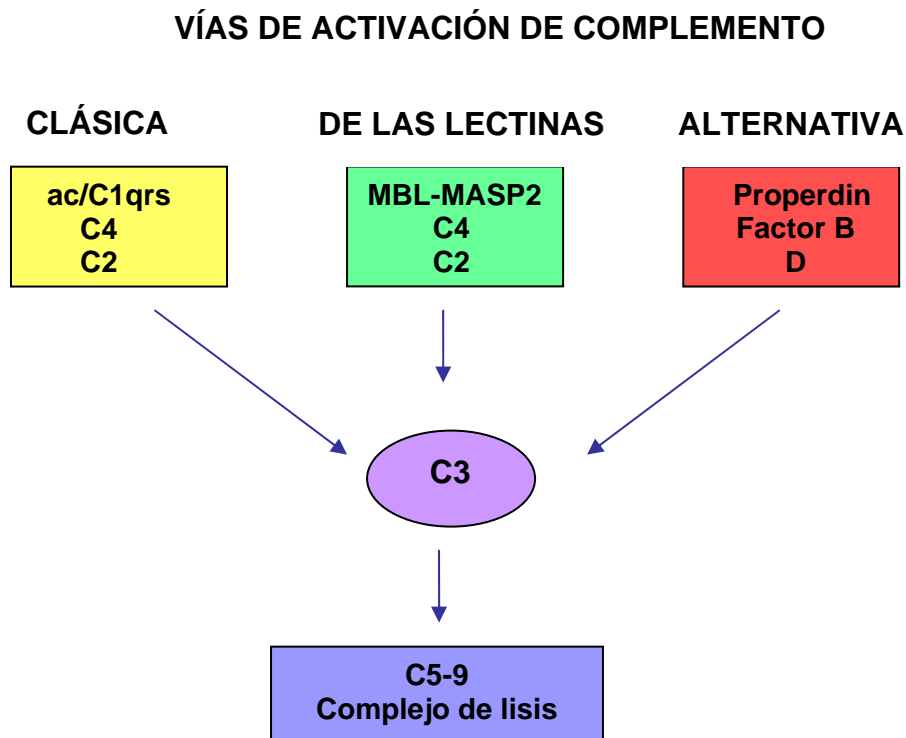 VÍAS DE ACTIVACIÓN DE COMPLEMENTO
CLÁSICA
DE LAS LECTINAS
ALTERNATIVA
ac/C1qrs
C4
C2
MBL-MASP2
C4
C2
Properdin
Factor B
D
C3
C5-9
Complejo de lisis